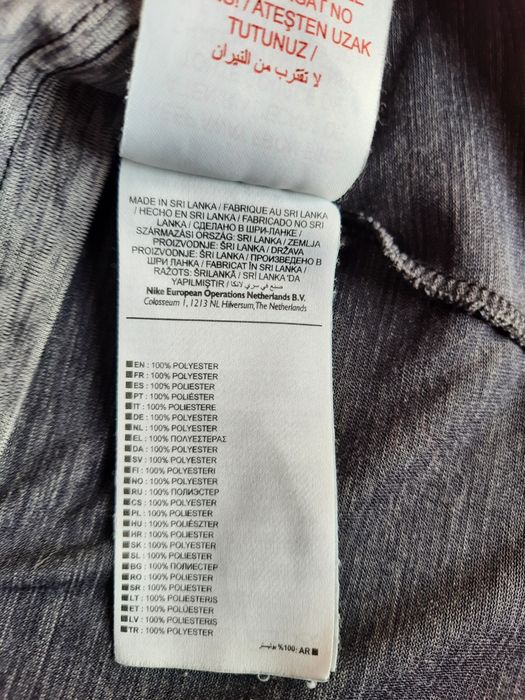 ATEŞTEN UZAK
TUTUNUZ /
لا تقترب من النيران
MADE IN SRI LANKA / FABRIQUE AU SRI LANKA
/ HECHO EN SRI LANKA / FABRICADO NO SRI
LANKA / СДЕЛАНО В ШРИ-ЛАНКЕ /
SZÁRMAZÁSI ORSZÁG: SRI LANKA / ZEMLJA
PROIZVODNJE: ŠRI LANKA / DRŽAVA
PROIZVODNJE: ŠRI LANKA / ПРОИЗВЕДЕНО В
ШРИ ЛАНКА / FABRICAT ÎN SRI LANKA /
RAŽOTS: ŠRILANKĀ / SRI LANKA 'DA
YAPILMIŞTIR / صنع في سري لانكا
Nike European Operations Netherlands B.V.
Colosseum 1, 1213 NL Hilversum, The Netherlands
EN : 100% POLYESTER
FR : 100% POLYESTER
ES : 100% POLIESTER
PT : 100% POLIÉSTER
IT : 100% POLIESTERE
DE : 100% POLYESTER
NL : 100% POLYESTER
EL : 100% ΠΟΛΥΕΣΤΕΡΑΣ
DA : 100% POLYESTER
SV : 100% POLYESTER
FI : 100% POLYESTERI
NO : 100% POLYESTER
RU : 100% ПОЛИЭСТЕР
CS : 100% POLYESTER
PL : 100% POLIESTER
HU : 100% POLIÉSZTER
HR : 100% POLIESTER
SK : 100% POLYESTER
SL : 100% POLIESTER
BG : 100% ПОЛИЕСТЕР
RO : 100% POLIESTER
SR : 100% POLIESTER
LT : 100% POLIESTERIS
ET : 100% POLÜESTER
LV : 100% POLIESTERIS
TR : 100% POLYESTER
AR :100% بوليستر